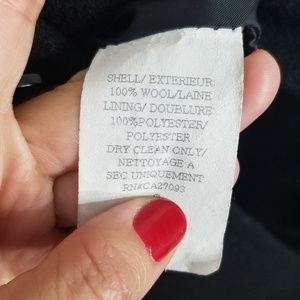 SHELL/ EXTERIEUR:
100% WOOL/LAINE
LINING/ DOUBLURE:
100%POLYESTER/
POLYESTER
DRY CLEAN ONLY/
NETTOYAGE A
SEC UNIQUEMENT
RN#CA27093